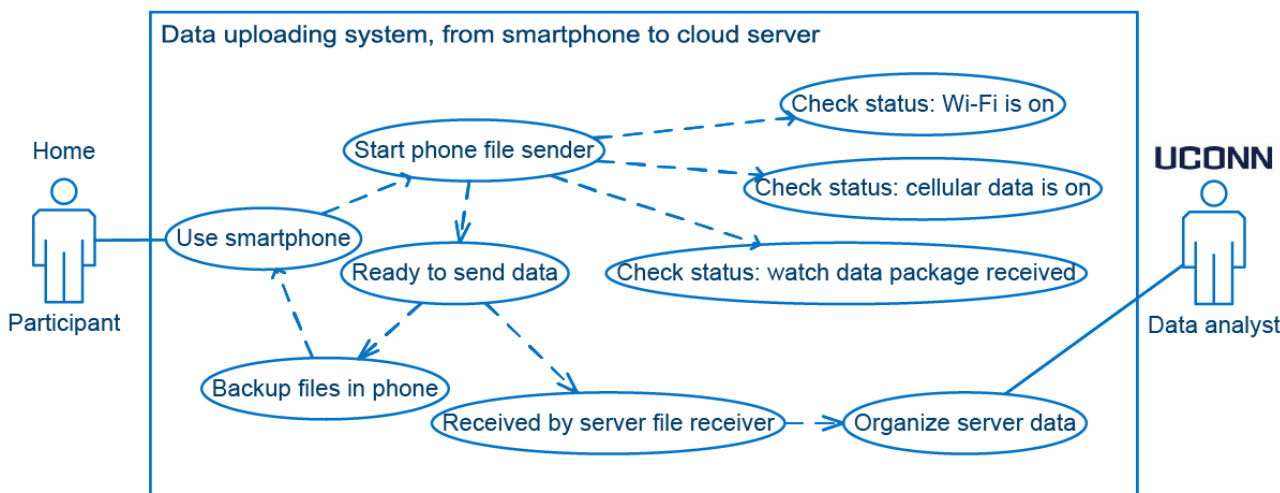 Data uploading system, from smartphone to cloud server
Check status: Wi-Fi is on
Home
Start phone file sender
UCONN
Check status: cellular data is on
Use smartphone
Ready to send data
Check status: watch data package received
Participant
Data analyst
Backup files in phone
Received by server file receiver
Organize server data